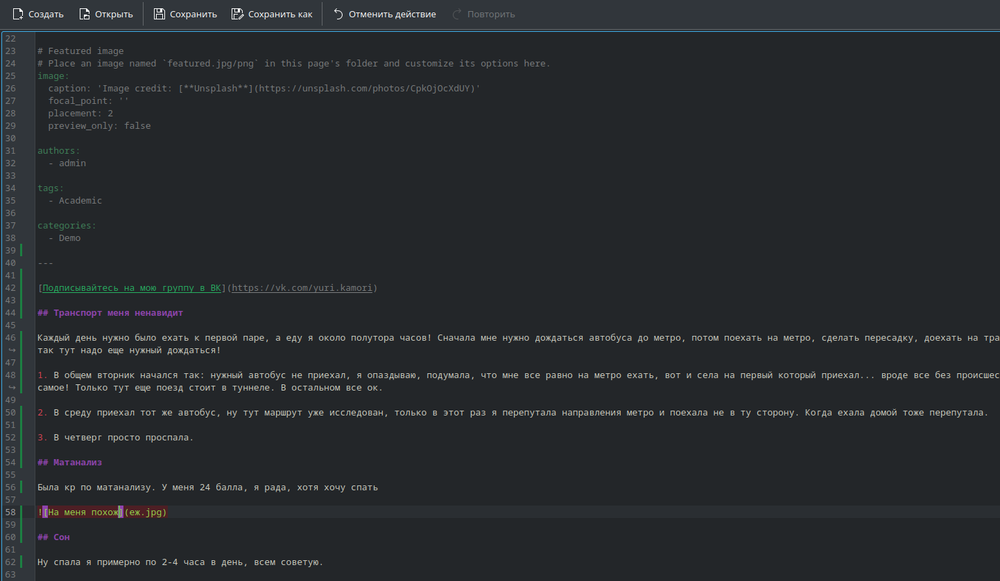 Создать Открыть Сохранить Сохранить как Отменить действие Повторить
22
23 # Featured image
24 # Place an image named `featured.jpg/png` in this page's folder and customize its options here.
25 image:
26   caption: 'Image credit: [**Unsplash**](https://unsplash.com/photos/CpkOjOcXdUY)'
27   focal_point: ''
28   placement: 2
29   preview_only: false
30
31 authors:
32   - admin
33
34 tags:
35   - Academic
36
37 categories:
38   - Demo
39
40 ---
41
42 [Подписывайтесь на мою группу в ВК](https://vk.com/yuri.kamori)
43
44 ## Транспорт меня ненавидит
45
46 Каждый день нужно было ехать к первой паре, а еду я около полутора часов! Сначала мне нужно дождаться автобуса до метро, потом поехать на метро, сделать пересадку, доехать на тра
↪ так тут надо еще нужный дождаться!
47
48 1. В общем вторник начался так: нужный автобус не приехал, я опаздываю, подумала, что мне все равно на метро ехать, вот и села на первый который приехал... вроде все без происшес
↪ самое! Только тут еще поезд стоит в туннеле. В остальном все ок.
49
50 2. В среду приехал тот же автобус, ну тут маршрут уже исследован, только в этот раз я перепутала направления метро и поехала не в ту сторону. Когда ехала домой тоже перепутала.
51
52 3. В четверг просто проспала.
53
54 ## Матанализ
55
56 Была кр по матанализу. У меня 24 балла, я рада, хотя хочу спать
57
58 ![На меня похож](еж.jpg)
59
60 ## Сон
61
62 Ну спала я примерно по 2-4 часа в день, всем советую.
63